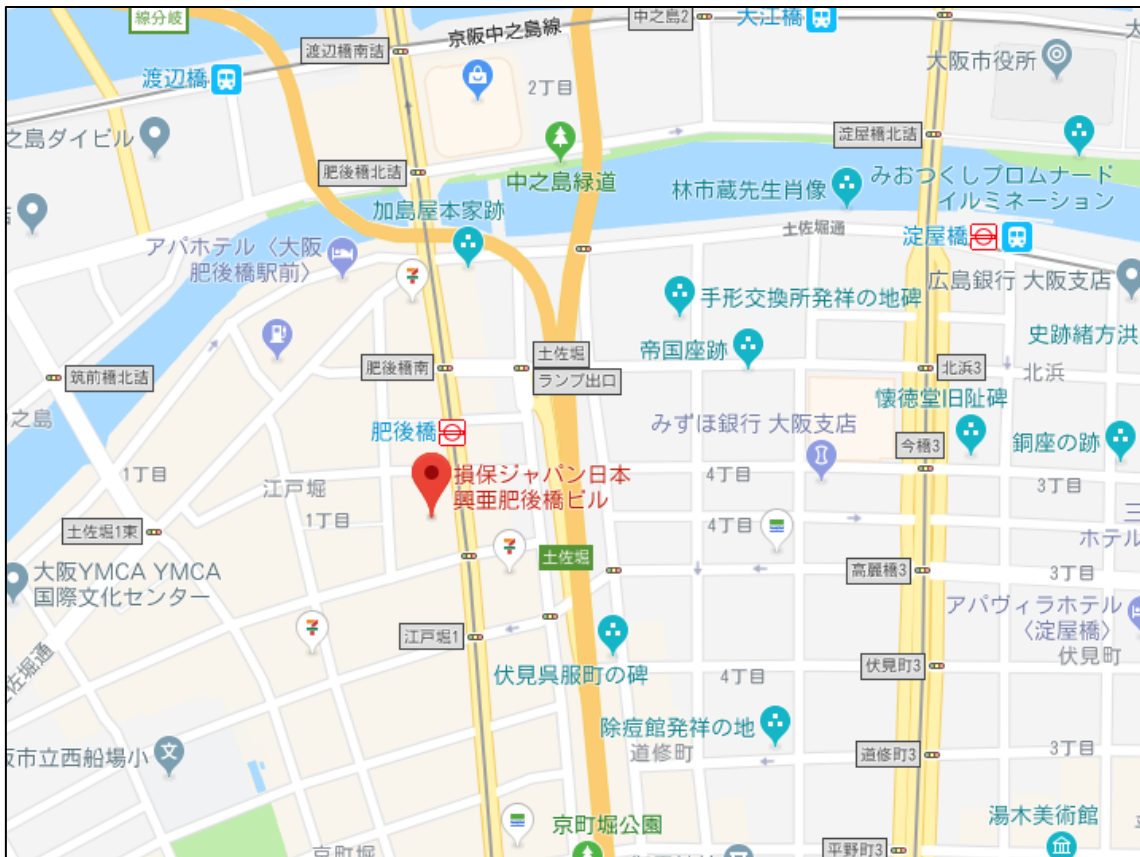 線分岐
中之島2
大江橋
京阪中之島線
渡辺橋南詰
渡辺橋
大阪市役所
2丁目
之島ダイビル
淀屋橋北詰
肥後橋北詰
中之島緑道
林市蔵先生肖像
みおつくしプロムナード
イルミネーション
加島屋本家跡
土佐堀通
淀屋橋
アパホテル〈大阪
肥後橋駅前〉
広島銀行 大阪支店
手形交換所発祥の地碑
史跡緒方洪
帝国座跡
土佐堀
ランプ出口
肥後橋南
北浜3
北浜
筑前橋北詰
懐徳堂旧阯碑
之島
肥後橋
みずほ銀行 大阪支店
今橋3
銅座の跡
1丁目
損保ジャパン日本
興亜肥後橋ビル
4丁目
3丁目
江戸堀
1丁目
4丁目
土佐堀1東
三
ホテル
土佐堀
大阪YMCA YMCA
国際文化センター
高麗橋3
3丁目
アパヴィラホテル
〈淀屋橋〉
江戸堀1
伏見町
伏見町3
佐堀通
伏見呉服町の碑
4丁目
除痘館発祥の地
道修町
道修町3
3丁目
市立西船場小
湯木美術館
京町堀公園
京町堀
平野町3